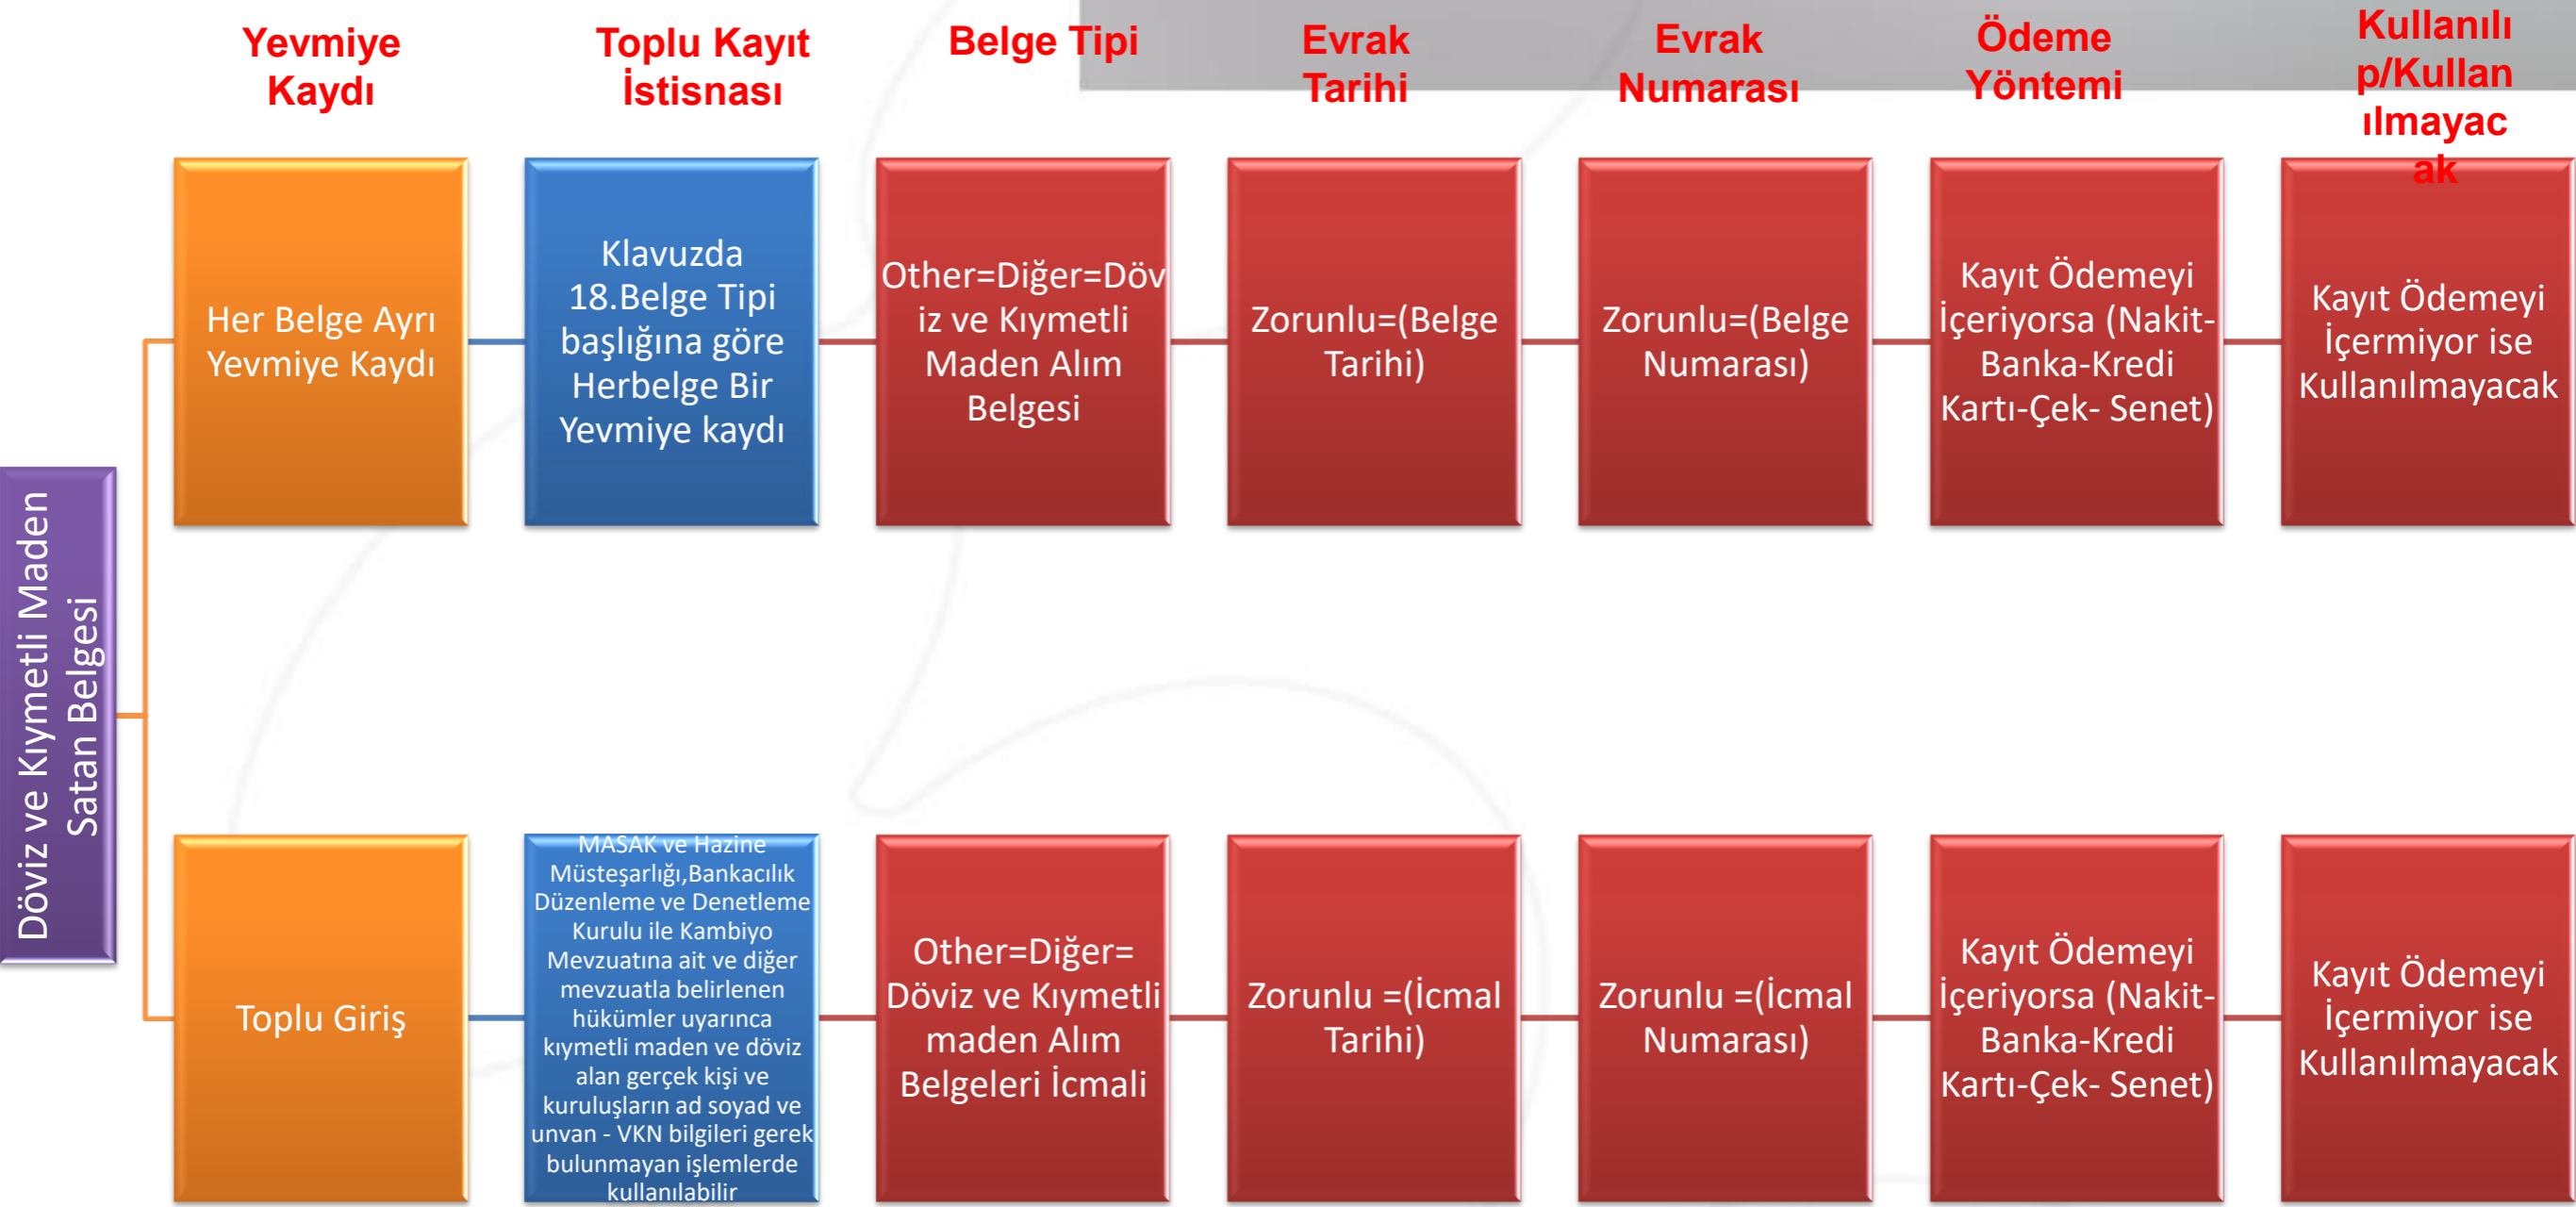 Yevmiye
Kaydı
Toplu Kayıt
İstisnası
Belge Tipi
Evrak
Tarihi
Evrak
Numarası
Ödeme
Yöntemi
Kullanılı
p/Kullan
ılmayac
ak
Döviz ve Kıymetli Maden
Satan Belgesi
Her Belge Ayrı
Yevmiye Kaydı
Klavuzda
18.Belge Tipi
başlığına göre
Herbelge Bir
Yevmiye kaydı
Other=Diğer=Döv
iz ve Kıymetli
Maden Alım
Belgesi
Zorunlu=(Belge
Tarihi)
Zorunlu=(Belge
Numarası)
Kayıt Ödemeyi
İçeriyorsa (Nakit-
Banka-Kredi
Kartı-Çek- Senet)
Kayıt Ödemeyi
İçermiyor ise
Kullanılmayacak
Toplu Giriş
MASAK ve Hazine
Müsteşarlığı,Bankacılık
Düzenleme ve Denetleme
Kurulu ile Kambiyo
Mevzuatına ait ve diğer
mevzuatla belirlenen
hükümler uyarınca
kıymetli maden ve döviz
alan gerçek kişi ve
kuruluşların ad soyad ve
unvan - VKN bilgileri gerek
bulunmayan işlemlerde
kullanılabilir
Other=Diğer=
Döviz ve Kıymetli
maden Alım
Belgeleri İcmali
Zorunlu =(İcmal
Tarihi)
Zorunlu =(İcmal
Numarası)
Kayıt Ödemeyi
İçeriyorsa (Nakit-
Banka-Kredi
Kartı-Çek- Senet)
Kayıt Ödemeyi
İçermiyor ise
Kullanılmayacak